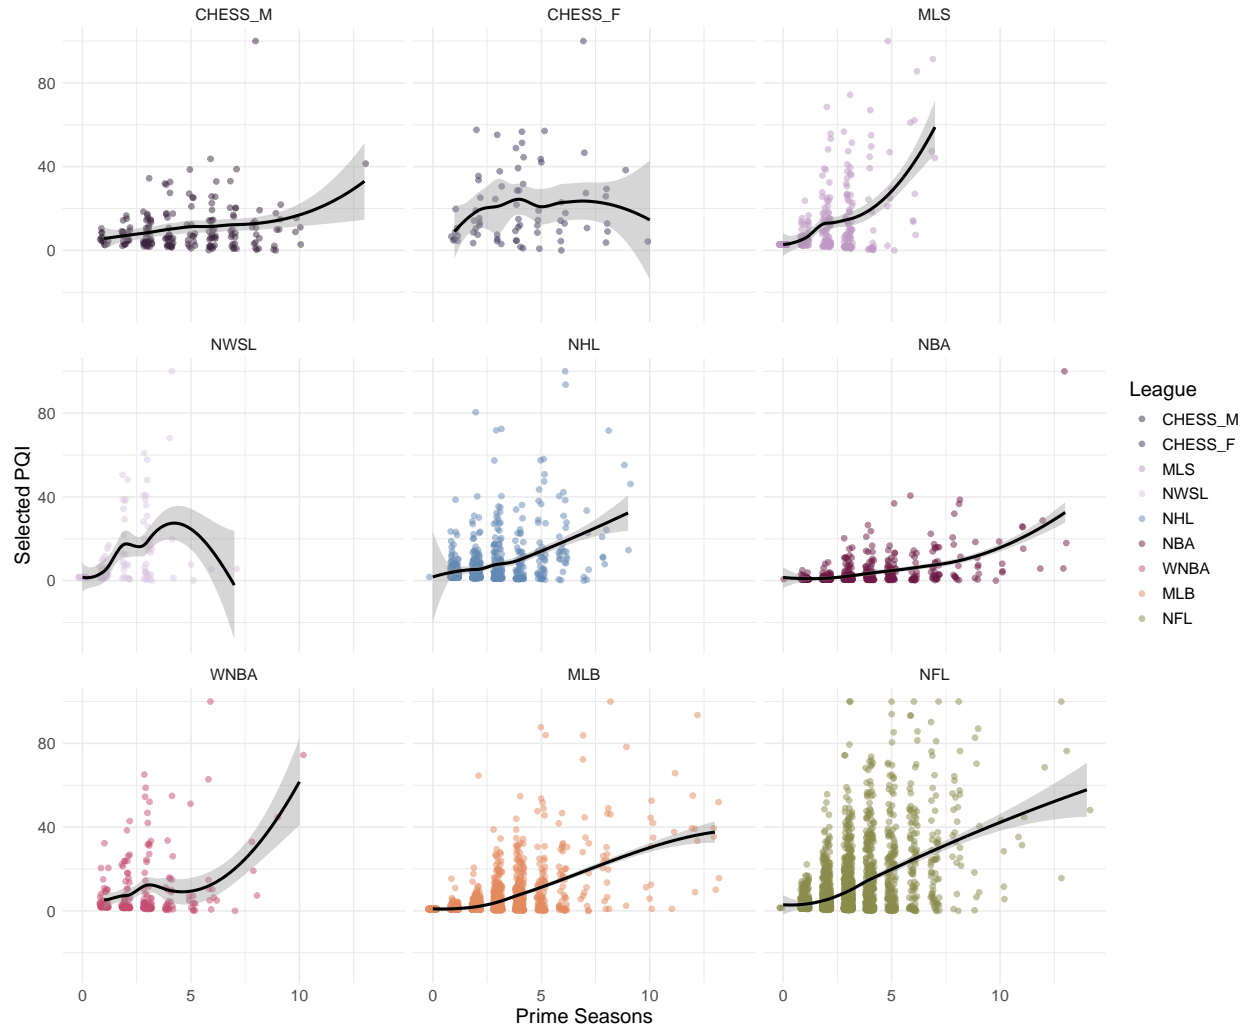 CHESS_M
CHESS_F
MLS
80
40
0
NWSL
NHL
NBA
80
40
0
WNBA
MLB
NFL
80
40
0
0 5 10
0 5 10
0 5 10
Prime Seasons
Selected PQI
League
CHESS_M
CHESS_F
MLS
NWSL
NHL
NBA
WNBA
MLB
NFL